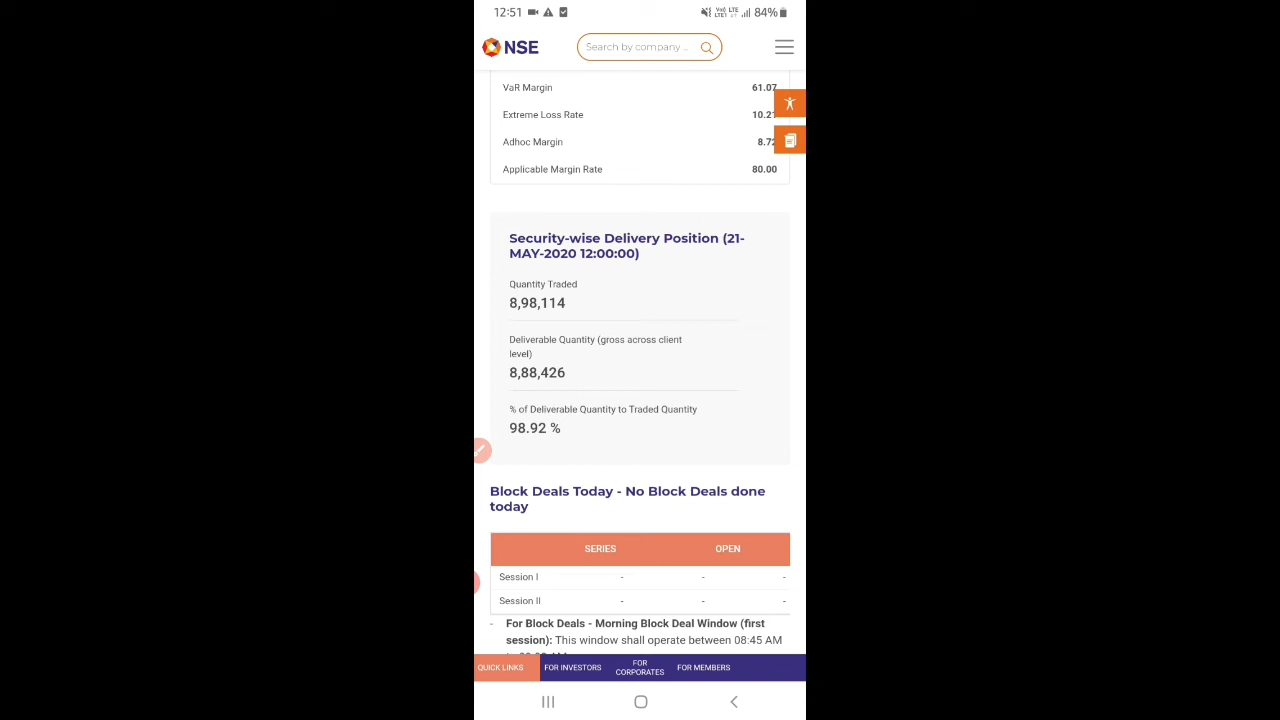 12:51
LTE 84%
NSE
Search by company ...
VaR Margin 61.07
Extreme Loss Rate
Adhoc Margin
Applicable Margin Rate 80.00
Security-wise Delivery Position (21-
MAY-2020 12:00:00)
Quantity Traded
8,98,114
Deliverable Quantity (gross across client
level)
8,88,426
% of Deliverable Quantity to Traded Quantity
98.92 %
Block Deals Today - No Block Deals done
today
SERIES OPEN
Session I - - -
Session II - - -
- For Block Deals - Morning Block Deal Window (first
session): This window shall operate between 08:45 AM
QUICK LINKS FOR INVESTORS FOR CORPORATES FOR MEMBERS